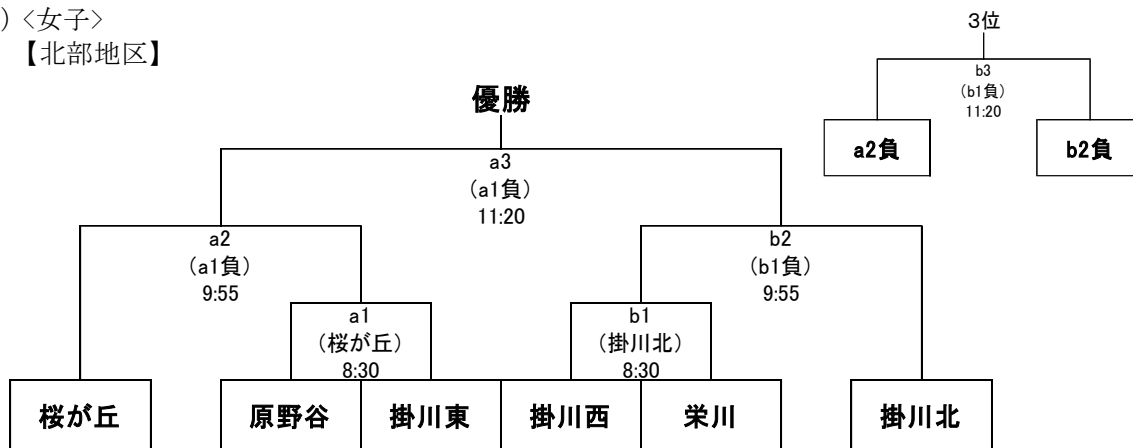 )＜女子＞
【北部地区】
3位
b3
（b1負）
11:20
a2負
b2負
優勝
a3
（a1負）
11:20
a2
（a1負）
9:55
b2
（b1負）
9:55
a1
（桜が丘）
8:30
b1
（掛川北）
8:30
桜が丘
原野谷
掛川東
掛川西
栄川
掛川北